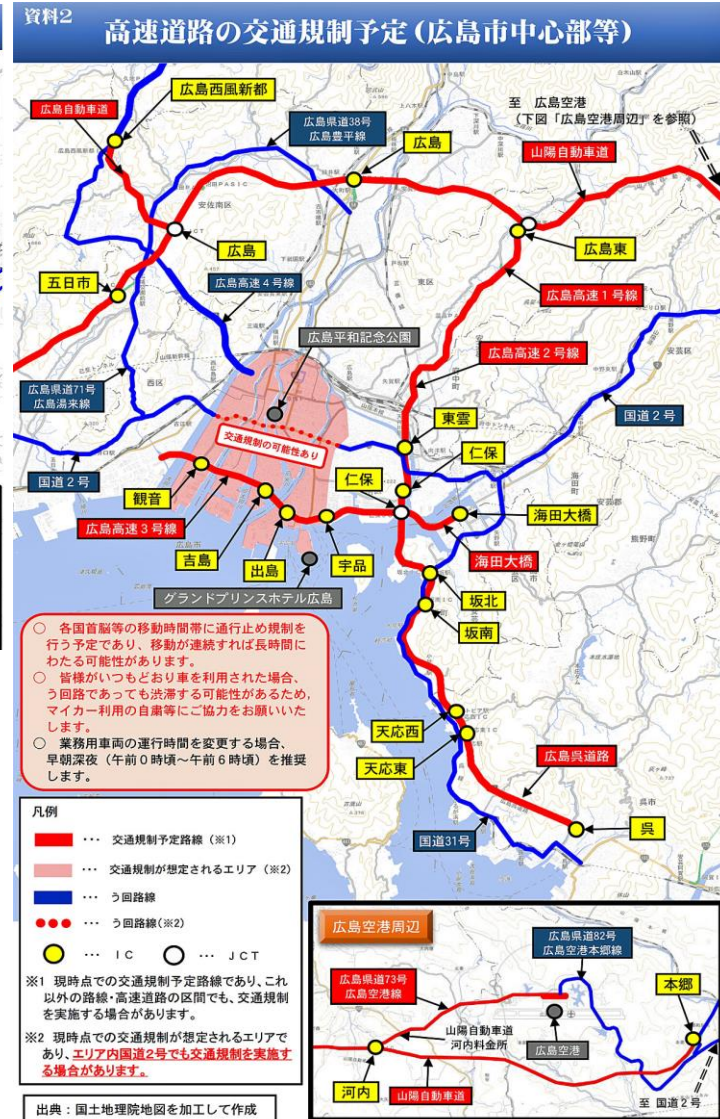 資料2
高速道路の交通規制予定(広島市中心部等)
広島西風新都
広島自動車道
広島県道38号
広島豊平線
広島
至 広島空港
(下図「広島空港周辺」を参照)
山陽自動車道
安佐南区
広島
広島東
五日市
広島高速4号線
東区
広島高速1号線
広島平和記念公園
広島高速2号線
安芸区
広島県道71号
広島湯来線
西区
国道2号
東雲
交通規制の可能性あり
仁保
仁保
国道2号
観音
海田大橋
広島高速3号線
吉島
出島
宇品
海田大橋
グランドプリンスホテル広島
坂北
坂南
○ 各国首脳等の移動時間帯に通行止め規制を
行う予定であり、移動が連続すれば長時間に
わたる可能性があります。
○ 皆様がいつもどおり車を利用された場合、
う回路であっても渋滞する可能性があるため,
マイカー利用の自粛等にご協力をお願いいた
します。
○ 業務用車両の運行時間を変更する場合、
早朝深夜(午前0時頃~午前6時頃)を推奨
します。
天応西
天応東
広島呉道路
呉市
国道31号
呉
凡例
・・・ 交通規制予定路線(※1)
・・・ 交通規制が想定されるエリア(※2)
・・・ う回路線
・・・ う回路線(※2)
・・・ IC ・・・ JCT
※1 現時点での交通規制予定路線であり、これ
以外の路線・高速道路の区間でも、交通規制
を実施する場合があります。
※2 現時点での交通規制が想定されるエリアで
あり、エリア内国道2号でも交通規制を実施す
る場合があります。
出典:国土地理院地図を加工して作成
広島空港周辺
広島県道82号
広島空港本郷線
広島県道73号
広島空港線
本郷
山陽自動車道
河内料金所
広島空港
河内
山陽自動車道
至 国道2号